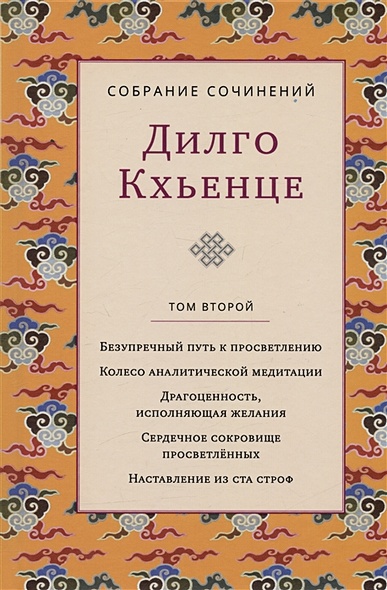 СОБРАНИЕ СОЧИНЕНИЙ
Дилго
Кхьенце
ТОМ ВТОРОЙ
Безупречный путь к просветлению
Колесо аналитической медитации
Драгоценность,
исполняющая желания
Сердечное сокровище
просветлённых
Наставление из ста строф